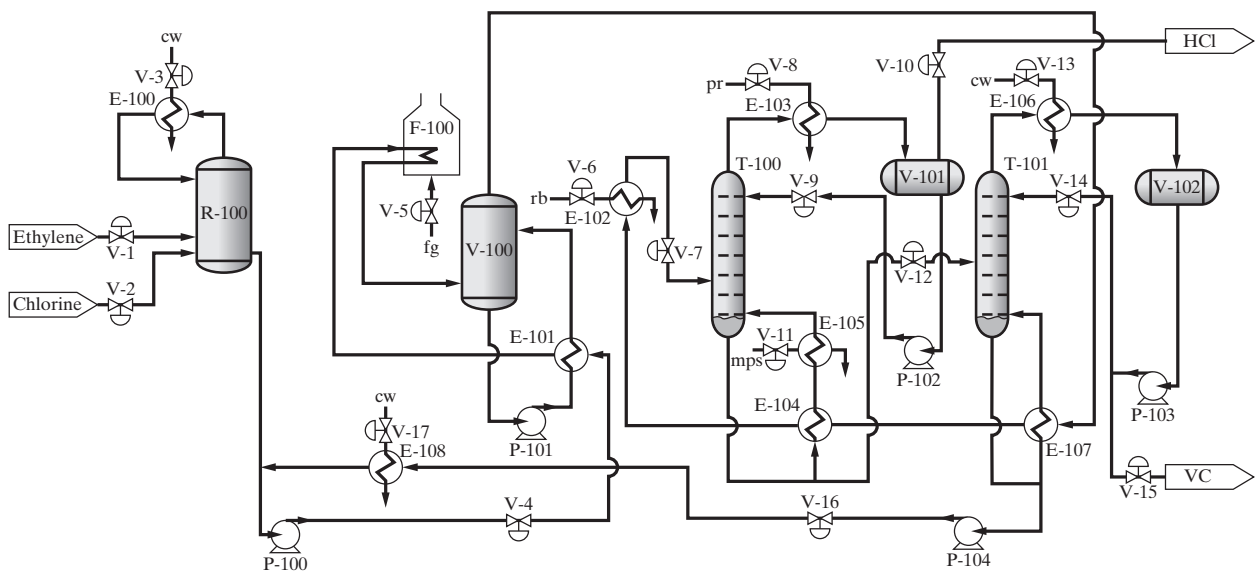 cw
V-3
E-100
R-100
Ethylene
V-1
V-2
Chlorine
F-100
V-5
fg
V-100
E-101
P-101
cw
V-17
E-108
V-4
P-100
V-6
rb
E-102
V-7
V-8
pr
E-103
T-100
V-9
V-101
V-10
HCl
V-11
mps
E-105
E-104
P-102
V-12
V-13
cw
E-106
T-101
V-14
V-102
P-103
E-107
V-15
VC
V-16
P-104